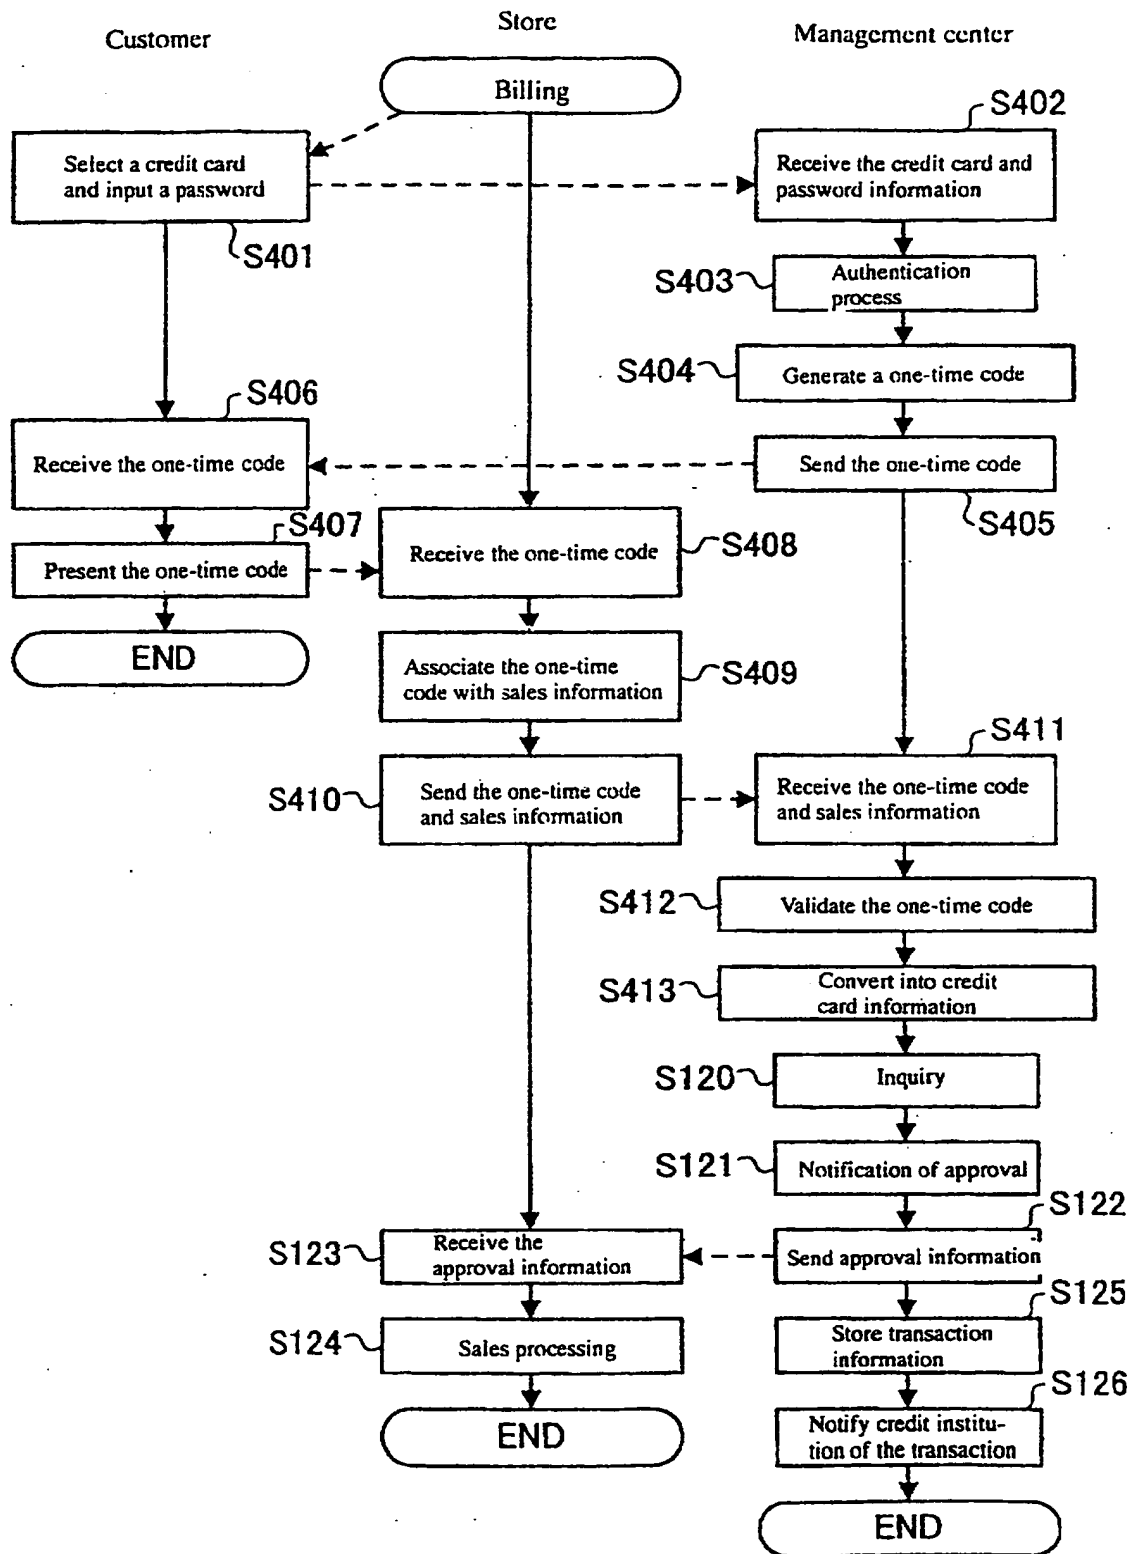 Customer
Store
Management center
Billing
S402
Select a credit card
and input a password
Receive the credit card and
password information
S401
S403
Authentication
process
S404
Generate a one-time code
S406
Receive the one-time code
Send the one-time code
S405
S407
Present the one-time code
Receive the one-time code
S408
END
Associate the one-time
code with sales information
S409
S411
S410
Send the one-time code
and sales information
Receive the one-time code
and sales information
S412
Validate the one-time code
S413
Convert into credit
card information
S120
Inquiry
S121
Notification of approval
S122
S123
Receive the
approval information
Send approval information
S125
S124
Sales processing
Store transaction
information
S126
END
Notify credit institu-
tion of the transaction
END